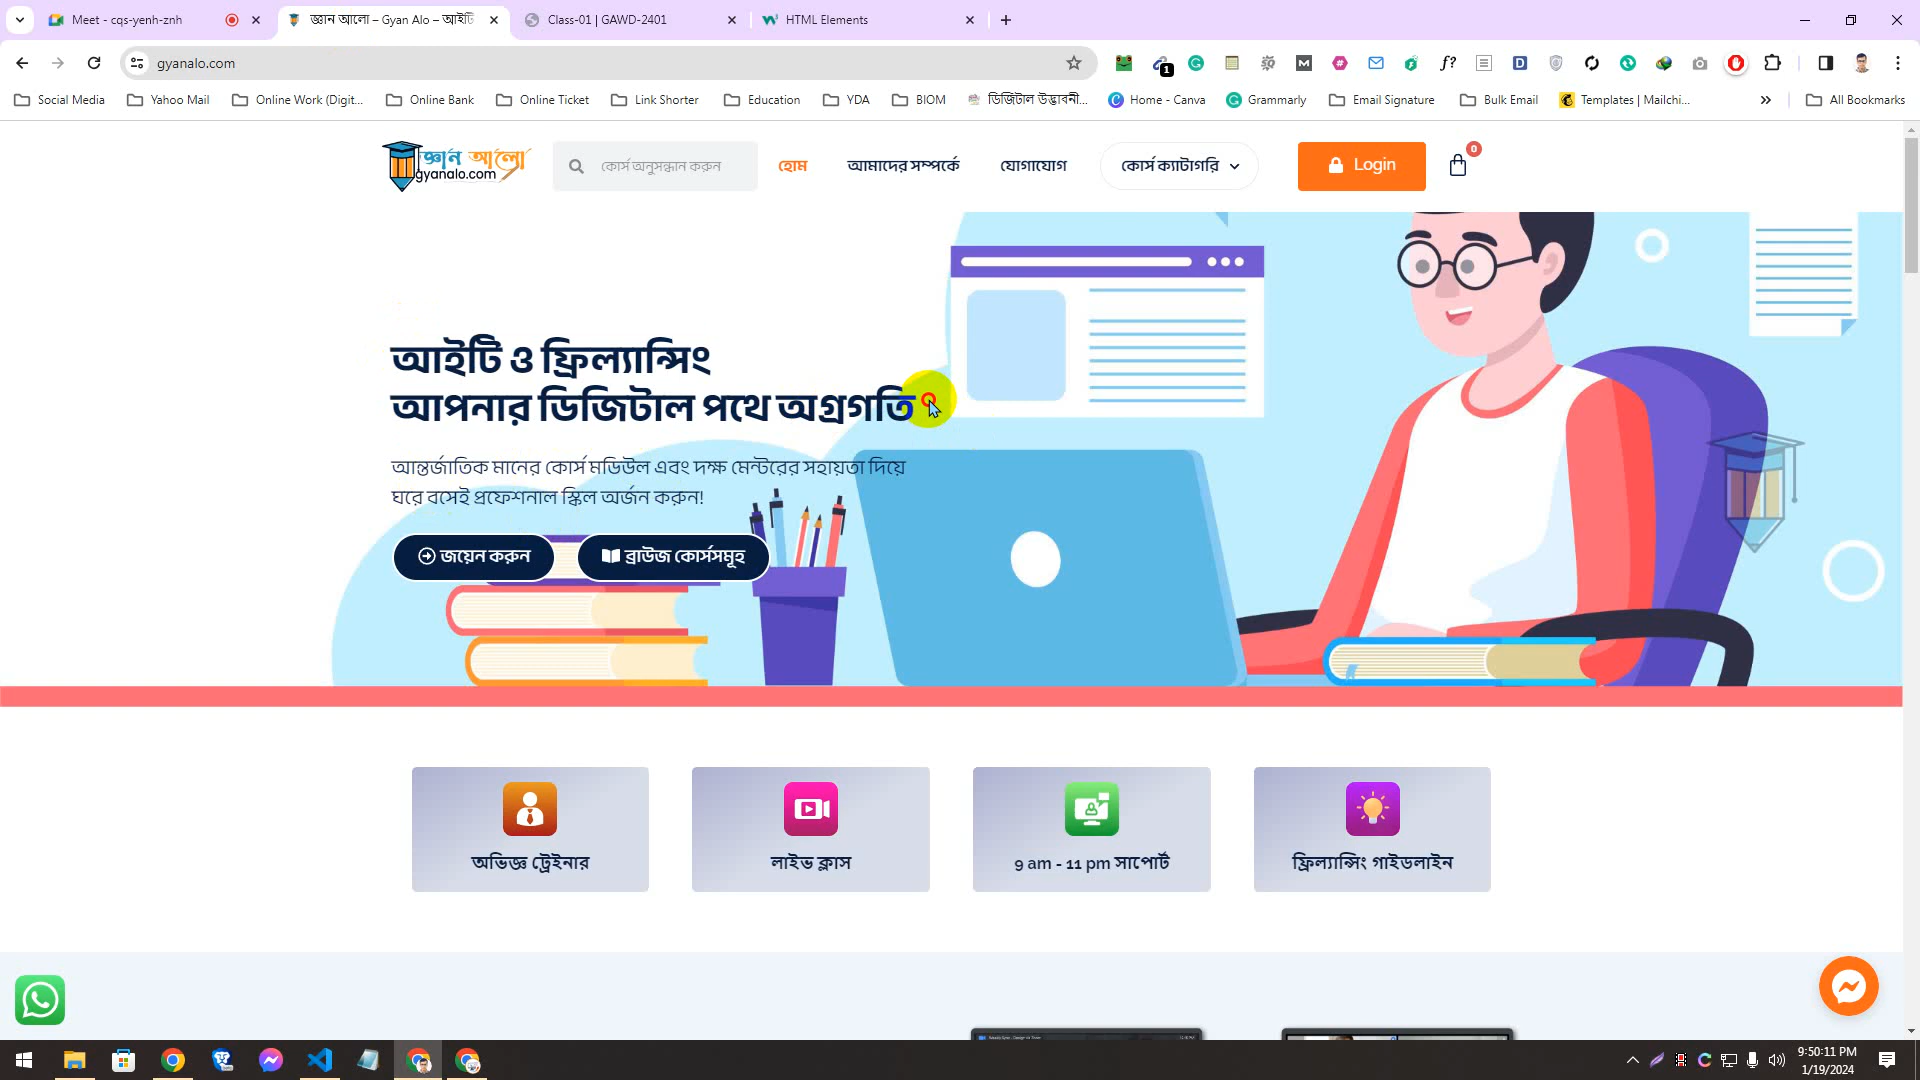 Meet - cqs-yenh-znh
জ্ঞান আলো – Gyan Alo – আইটি
Class-01 | GAWD-2401
HTML Elements
gyanalo.com
Social Media
Yahoo Mail
Online Work (Digit...
Online Bank
Online Ticket
Link Shorter
Education
YDA
BIOM
ডিজিটাল উদ্ভাবনী...
Home - Canva
Grammarly
Email Signature
Bulk Email
Templates | Mailchi...
All Bookmarks
জ্ঞান আলো
gyanalo.com
কোর্স অনুসন্ধান করুন
হোম
আমাদের সম্পর্কে
যোগাযোগ
কোর্স ক্যাটাগরি
Login
0
আইটি ও ফ্রিল্যান্সিং
আপনার ডিজিটাল পথে অগ্রগতি
আন্তর্জাতিক মানের কোর্স মডিউল এবং দক্ষ মেন্টরের সহায়তা দিয়ে
ঘরে বসেই প্রফেশনাল স্কিল অর্জন করুন!
জয়েন করুন
ব্রাউজ কোর্সসমূহ
অভিজ্ঞ ট্রেইনার
লাইভ ক্লাস
9 am - 11 pm সাপোর্ট
ফ্রিল্যান্সিং গাইডলাইন
9:50:11 PM
1/19/2024